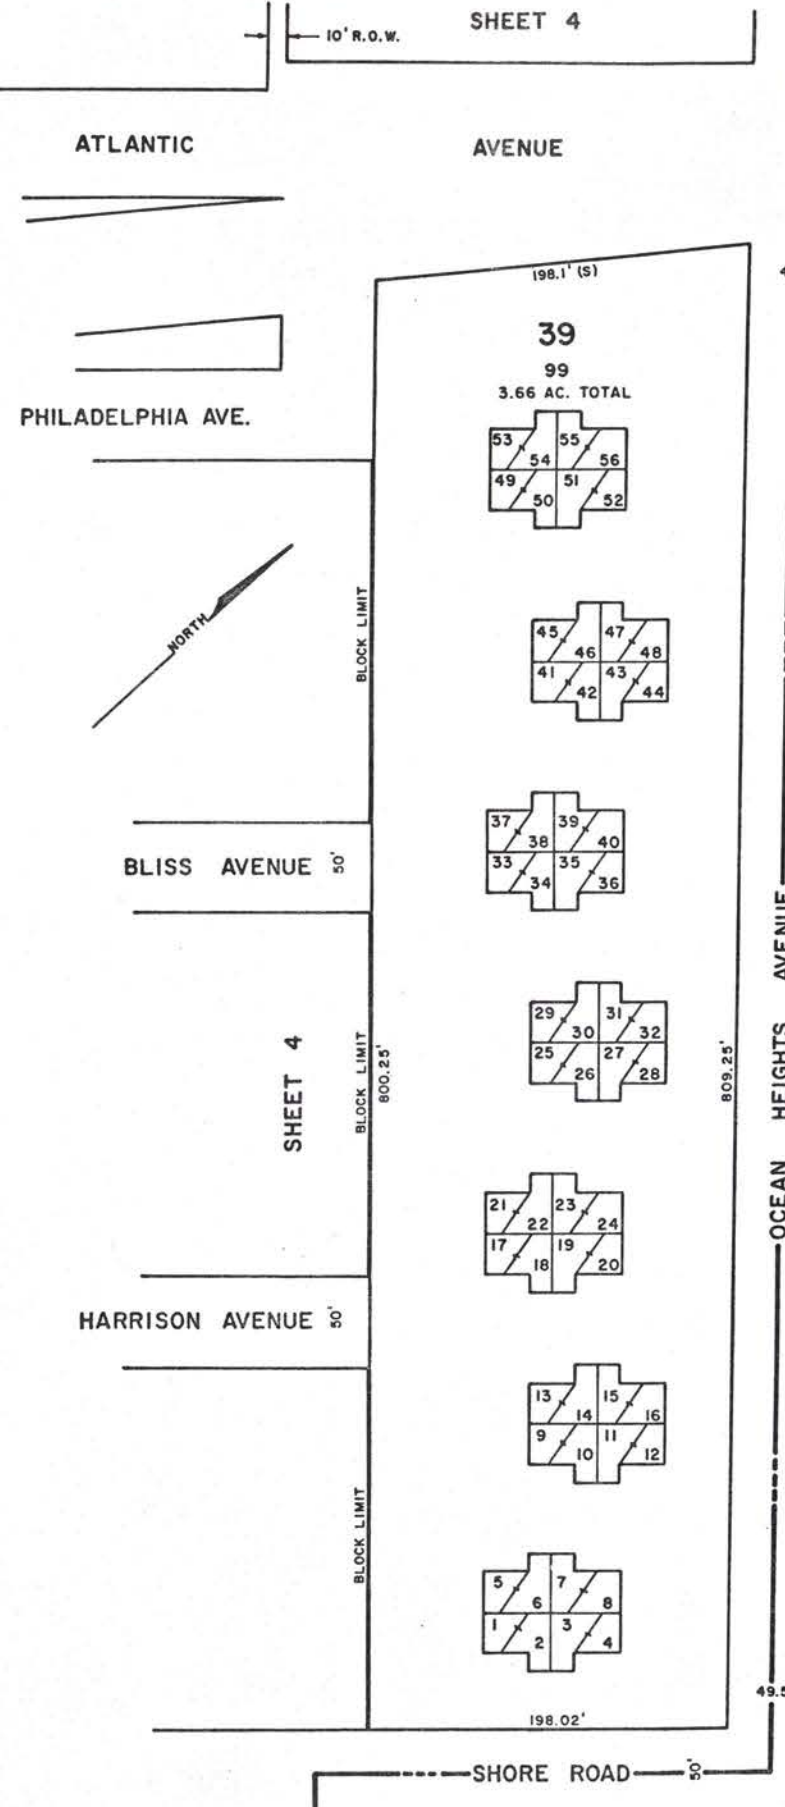 SHEET 4
10' R.O.W.
ATLANTIC AVENUE
198.1' (S)
4
39
99
3.66 AC. TOTAL
PHILADELPHIA AVE.
53 55
54 56
49 51
50 52
NORTH
BLOCK LIMIT
45 47
46 48
41 43
42 44
37 39
38 40
33 35
34 36
BLISS AVENUE 50'
29 31
30 32
25 27
26 28
SHEET 4
BLOCK LIMIT
800.25'
809.25'
OCEAN HEIGHTS AVENUE
21 23
22 24
17 19
18 20
HARRISON AVENUE 50'
13 15
14 16
9 11
10 12
BLOCK LIMIT
5 7
6 8
1 3
2 4
49.5
198.02'
SHORE ROAD 50'